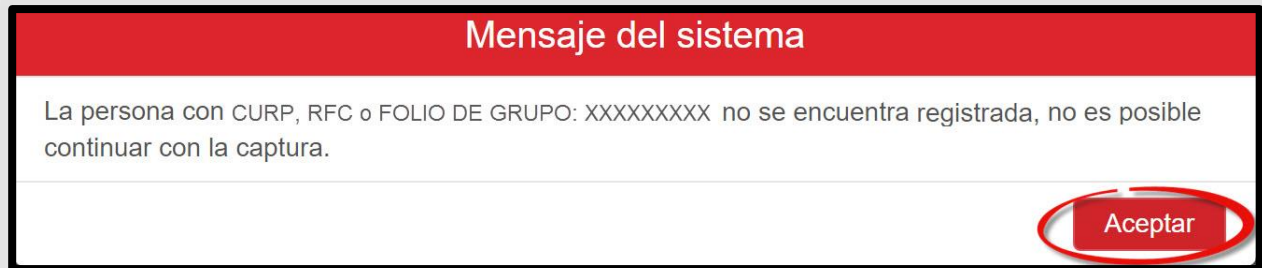 Mensaje del sistema
La persona con CURP, RFC o FOLIO DE GRUPO: XXXXXXXXX no se encuentra registrada, no es posible
continuar con la captura.
Aceptar